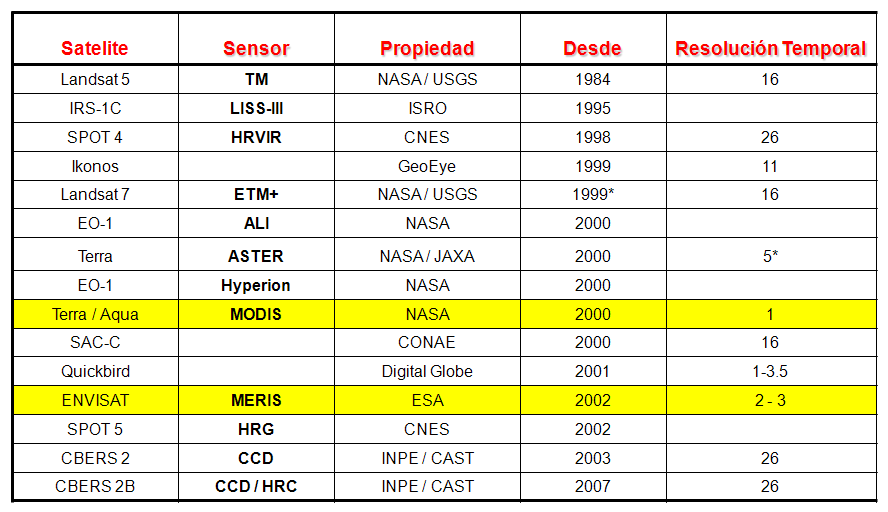 Satelite Sensor Propiedad Desde Resolución Temporal
Landsat 5 TM NASA / USGS 1984 16
IRS-1C LISS-III ISRO 1995
SPOT 4 HRVIR CNES 1998 26
Ikonos GeoEye 1999 11
Landsat 7 ETM+ NASA / USGS 1999* 16
EO-1 ALI NASA 2000
Terra ASTER NASA / JAXA 2000 5*
EO-1 Hyperion NASA 2000
Terra / Aqua MODIS NASA 2000 1
SAC-C CONAE 2000 16
Quickbird Digital Globe 2001 1-3.5
ENVISAT MERIS ESA 2002 2 - 3
SPOT 5 HRG CNES 2002
CBERS 2 CCD INPE / CAST 2003 26
CBERS 2B CCD / HRC INPE / CAST 2007 26